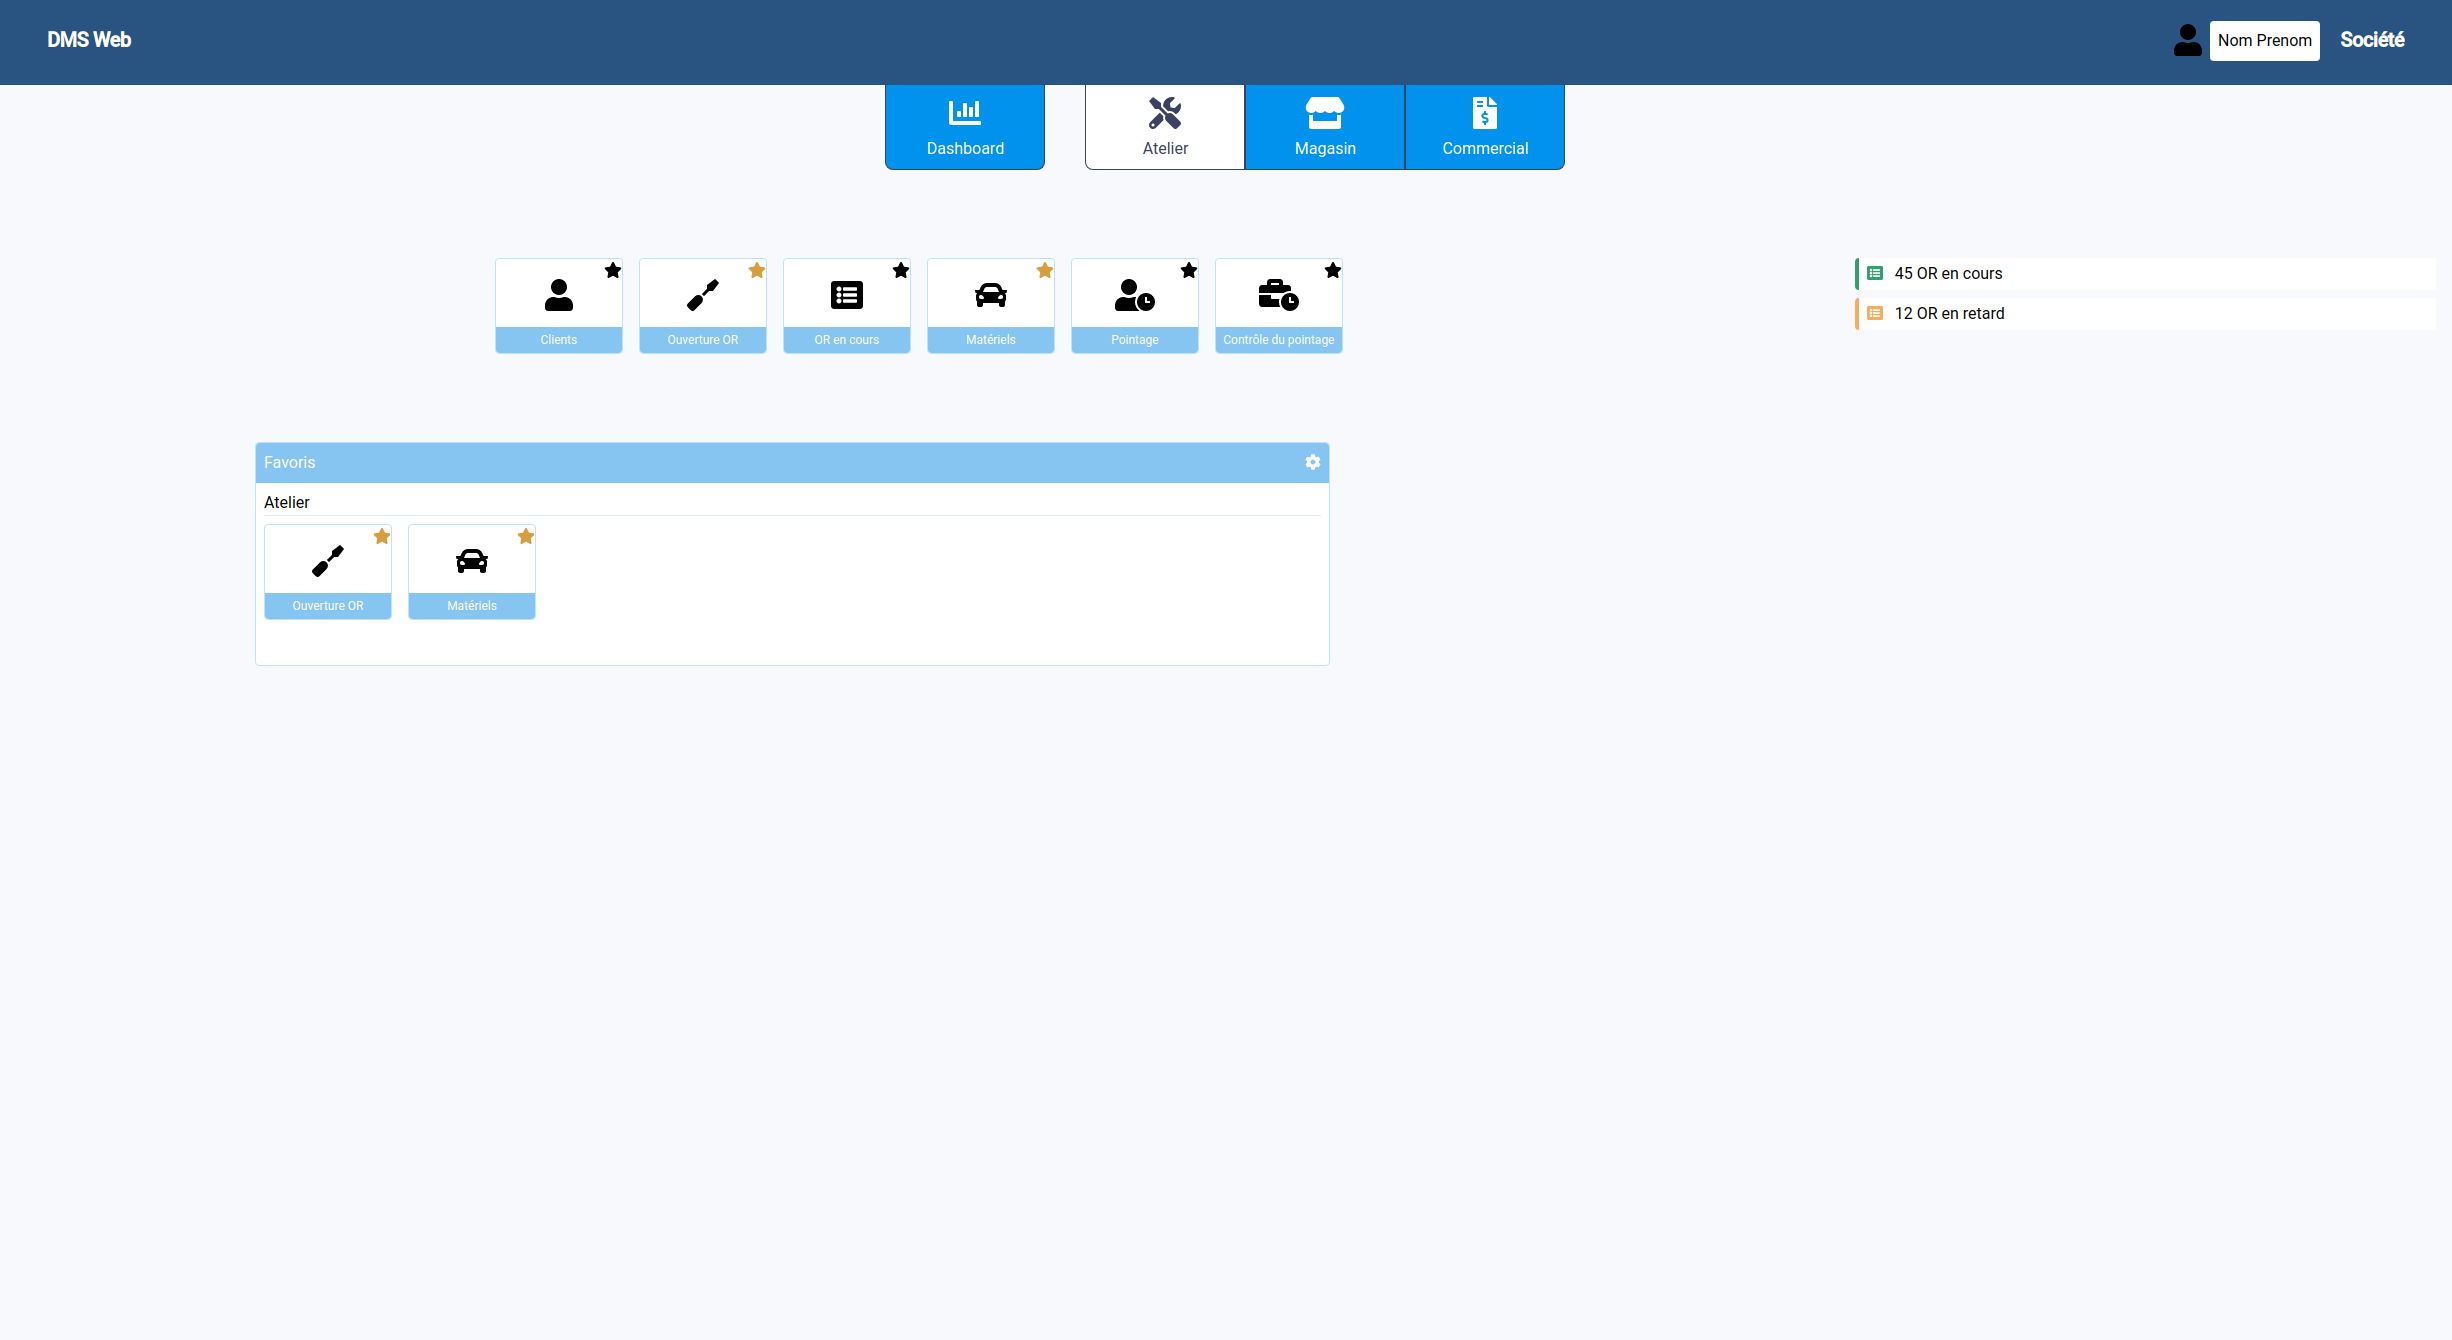 DMS Web
Nom Prenom
Société
Dashboard
Atelier
Magasin
Commercial
Clients
Ouverture OR
OR en cours
Matériels
Pointage
Contrôle du pointage
45 OR en cours
12 OR en retard
Favoris
Atelier
Ouverture OR
Matériels